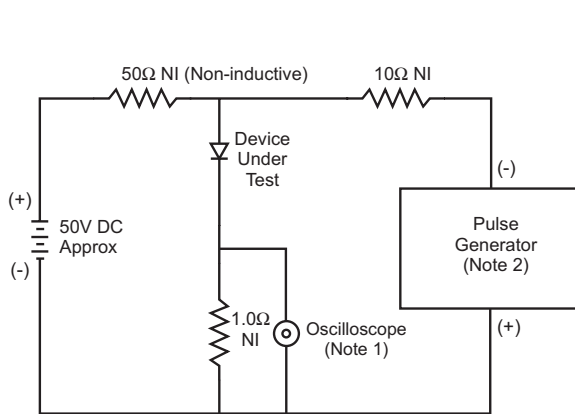 50Ω NI (Non-inductive)
10Ω NI
Device
Under
Test
(+)
50V DC
Approx
(-)
(-)
Pulse
Generator
(Note 2)
(+)
1.0Ω
NI
Oscilloscope
(Note 1)